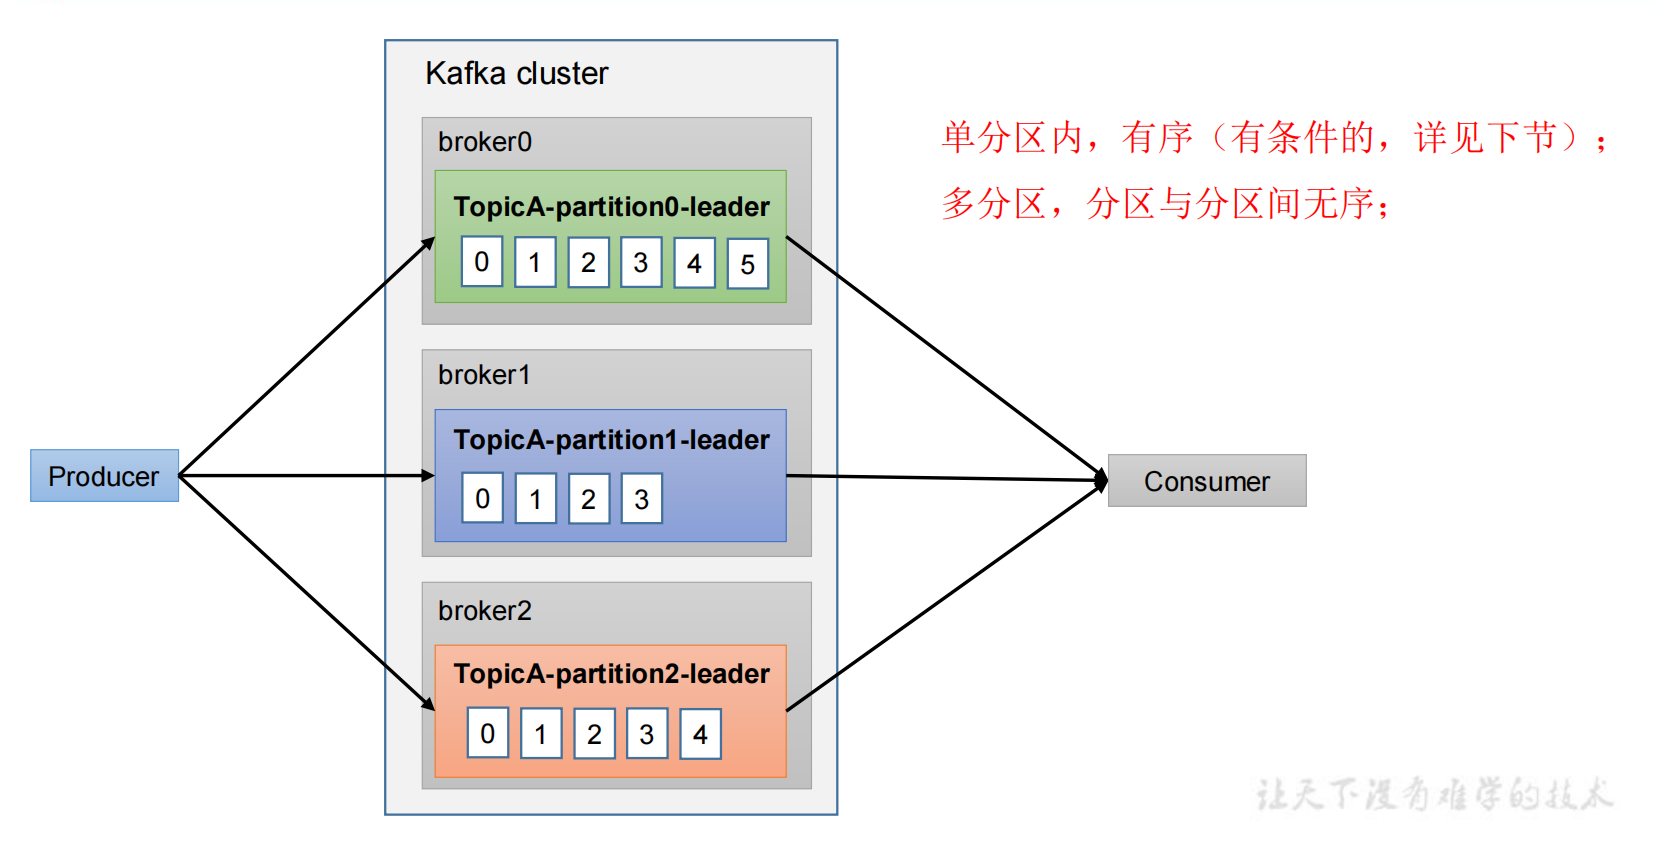 Kafka cluster
broker0
TopicA-partition0-leader
0 1 2 3 4 5
broker1
TopicA-partition1-leader
0 1 2 3
broker2
TopicA-partition2-leader
0 1 2 3 4
Producer
Consumer
单分区内，有序（有条件的，详见下节）；
多分区，分区与分区间无序；
让天下没有难学的技术